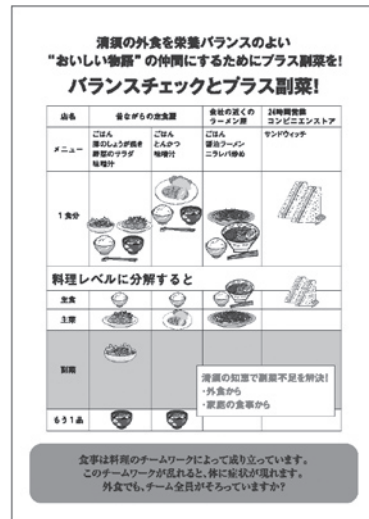 清須の外食を栄養バランスのよい
“おいしい物語”の仲間にするためにプラス副菜を!
バランスチェックとプラス副菜!
店名
昔ながらの定食屋
会社の近くの
ラーメン屋
24時間営業
コンビニエンスストア
メニュー
ごはん
豚のしょうが焼き
野菜のサラダ
味噌汁
ごはん
とんかつ
味噌汁
ごはん
醤油ラーメン
ニラレバ炒め
サンドウィッチ
1食分
料理レベルに分解すると
主食
主菜
副菜
清須の知恵で副菜不足を解決!
・外食から
・家庭の食事から
もう1品
食事は料理のチームワークによって成り立っています。
このチームワークが乱れると、体に症状が現れます。
外食でも、チーム全員がそろっていますか?